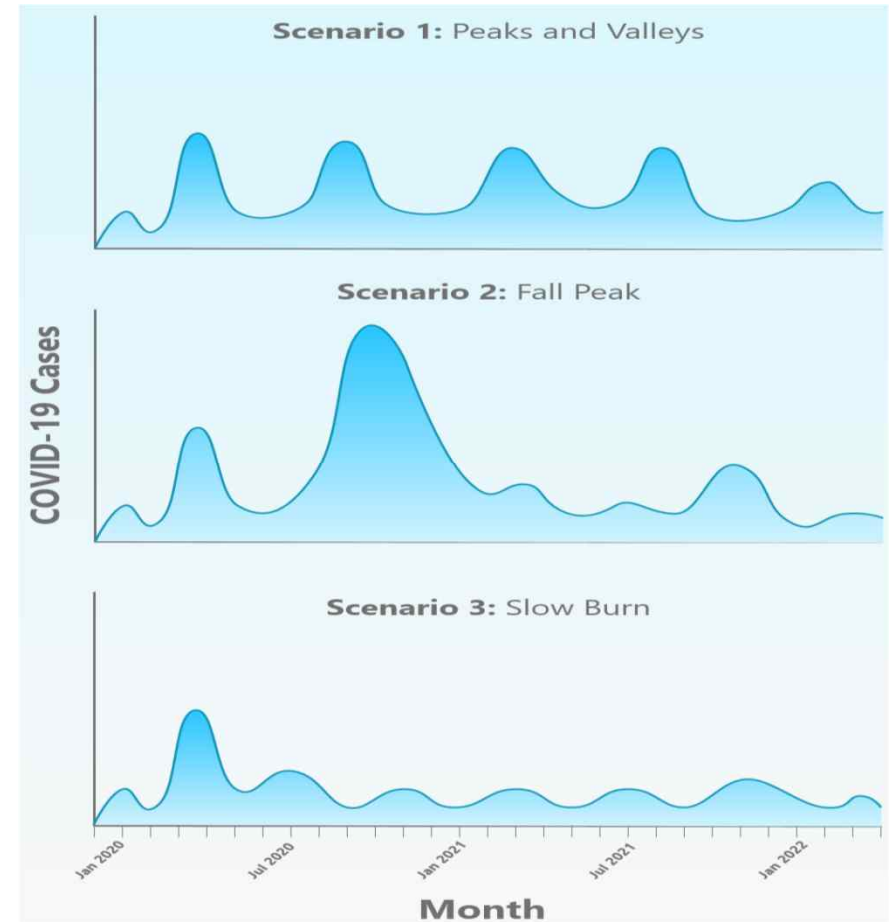 Scenario 1: Peaks and Valleys
Scenario 2: Fall Peak
COVID-19 Cases
Scenario 3: Slow Burn
Jan 2020
Jul 2020
Jan 2021
Jul 2021
Jan 2022
Month